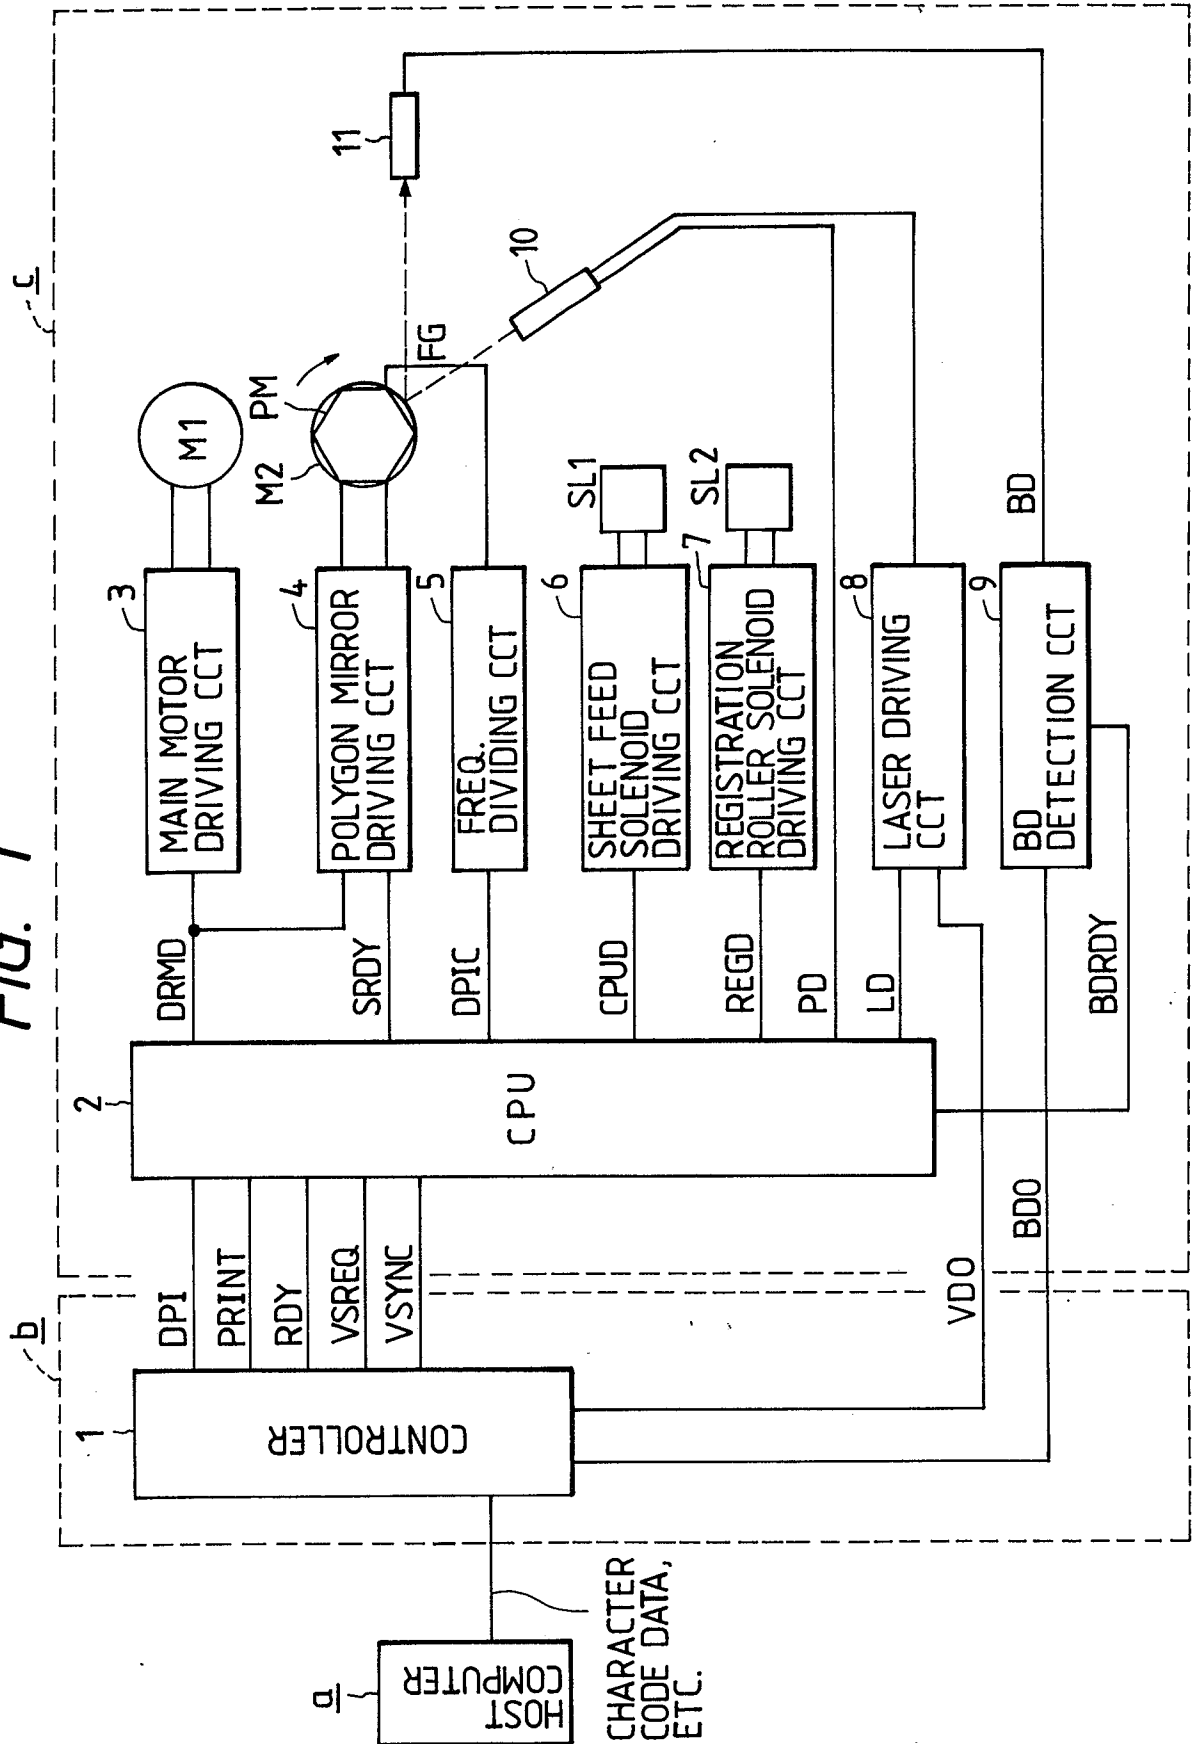 FIG. 1
a
HOST
COMPUTER
CHARACTER
CODE DATA,
ETC.
b
1
CONTROLLER
DPI
PRINT
RDY
VSREQ
VSYNC
VDO
BDO
c
2
CPU
DRMD
SRDY
DPIC
CPUD
REGD
PD
LD
BDRDY
3
MAIN MOTOR
DRIVING CCT
4
POLYGON MIRROR
DRIVING CCT
5
FREQ.
DIVIDING CCT
6
SHEET FEED
SOLENOID
DRIVING CCT
7
REGISTRATION
ROLLER SOLENOID
DRIVING CCT
8
LASER DRIVING
CCT
9
BD
DETECTION CCT
M1
M2
PM
FG
SL1
SL2
10
11
BD